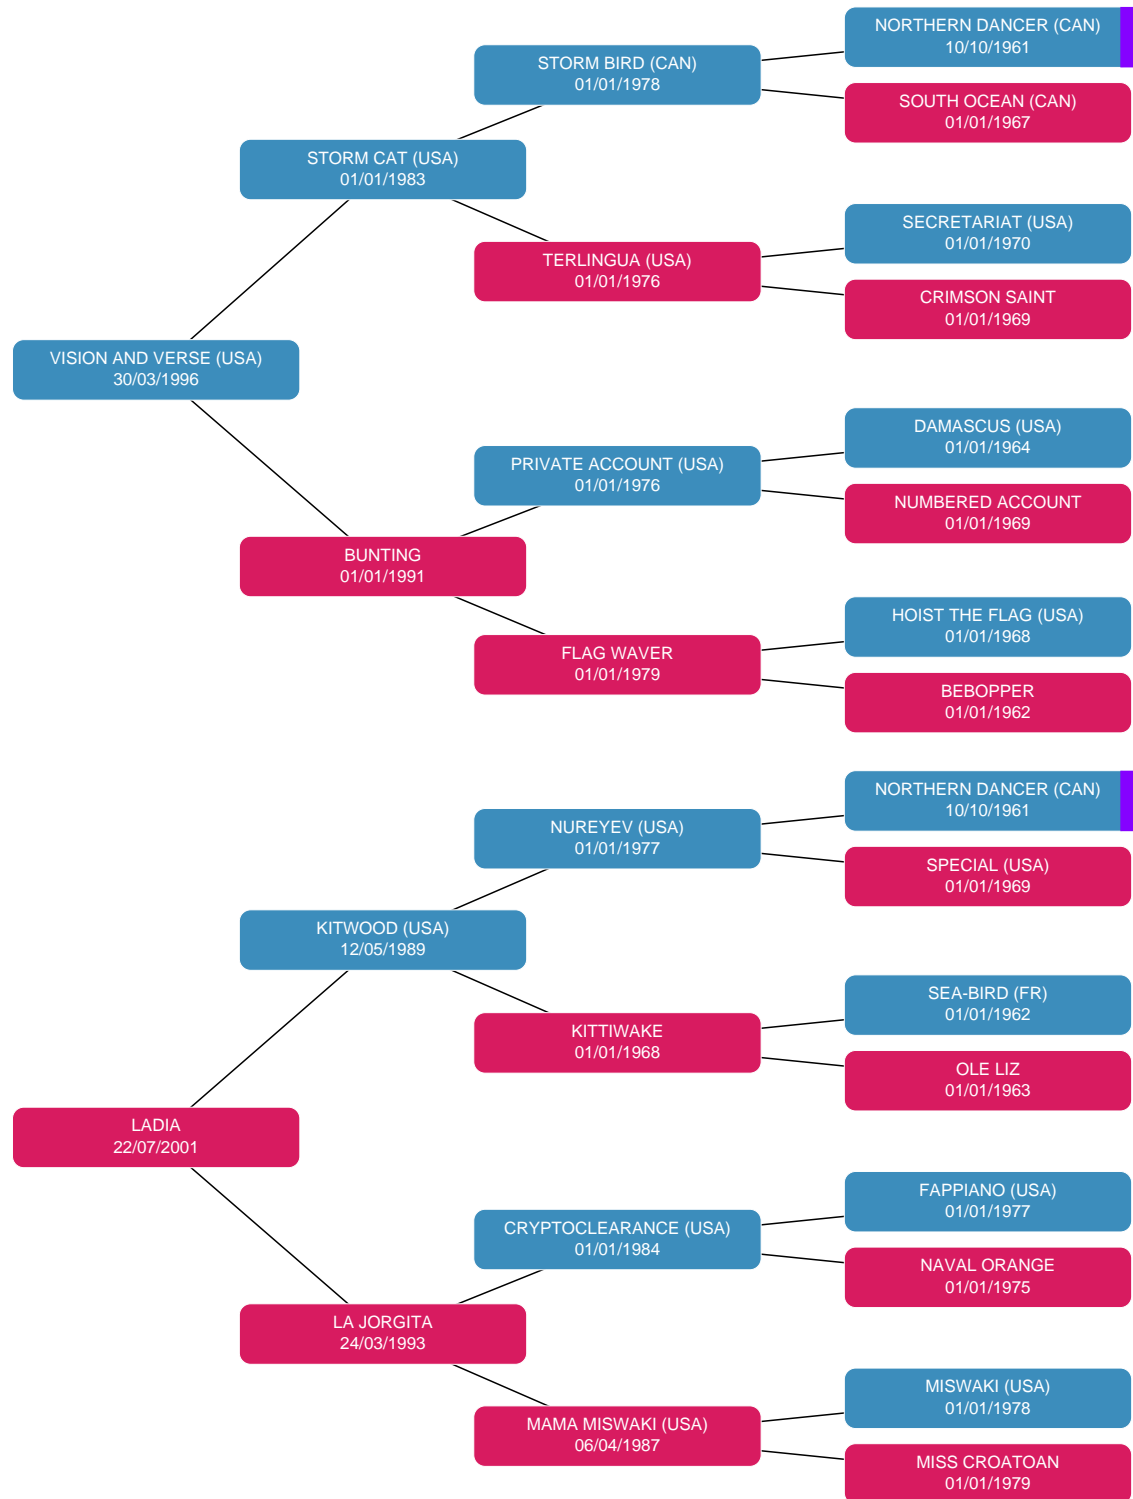 NORTHERN DANCER (CAN)
10/10/1961
STORM BIRD (CAN)
01/01/1978
SOUTH OCEAN (CAN)
01/01/1967
STORM CAT (USA)
01/01/1983
SECRETARIAT (USA)
01/01/1970
TERLINGUA (USA)
01/01/1976
CRIMSON SAINT
01/01/1969
VISION AND VERSE (USA)
30/03/1996
DAMASCUS (USA)
01/01/1964
PRIVATE ACCOUNT (USA)
01/01/1976
NUMBERED ACCOUNT
01/01/1969
BUNTING
01/01/1991
HOIST THE FLAG (USA)
01/01/1968
FLAG WAVER
01/01/1979
BEBOPPER
01/01/1962
NORTHERN DANCER (CAN)
10/10/1961
NUREYEV (USA)
01/01/1977
SPECIAL (USA)
01/01/1969
KITWOOD (USA)
12/05/1989
SEA-BIRD (FR)
01/01/1962
KITTIWAKE
01/01/1968
OLE LIZ
01/01/1963
LADIA
22/07/2001
FAPPIANO (USA)
01/01/1977
CRYPTOCLEARANCE (USA)
01/01/1984
NAVAL ORANGE
01/01/1975
LA JORGITA
24/03/1993
MISWAKI (USA)
01/01/1978
MAMA MISWAKI (USA)
06/04/1987
MISS CROATOAN
01/01/1979